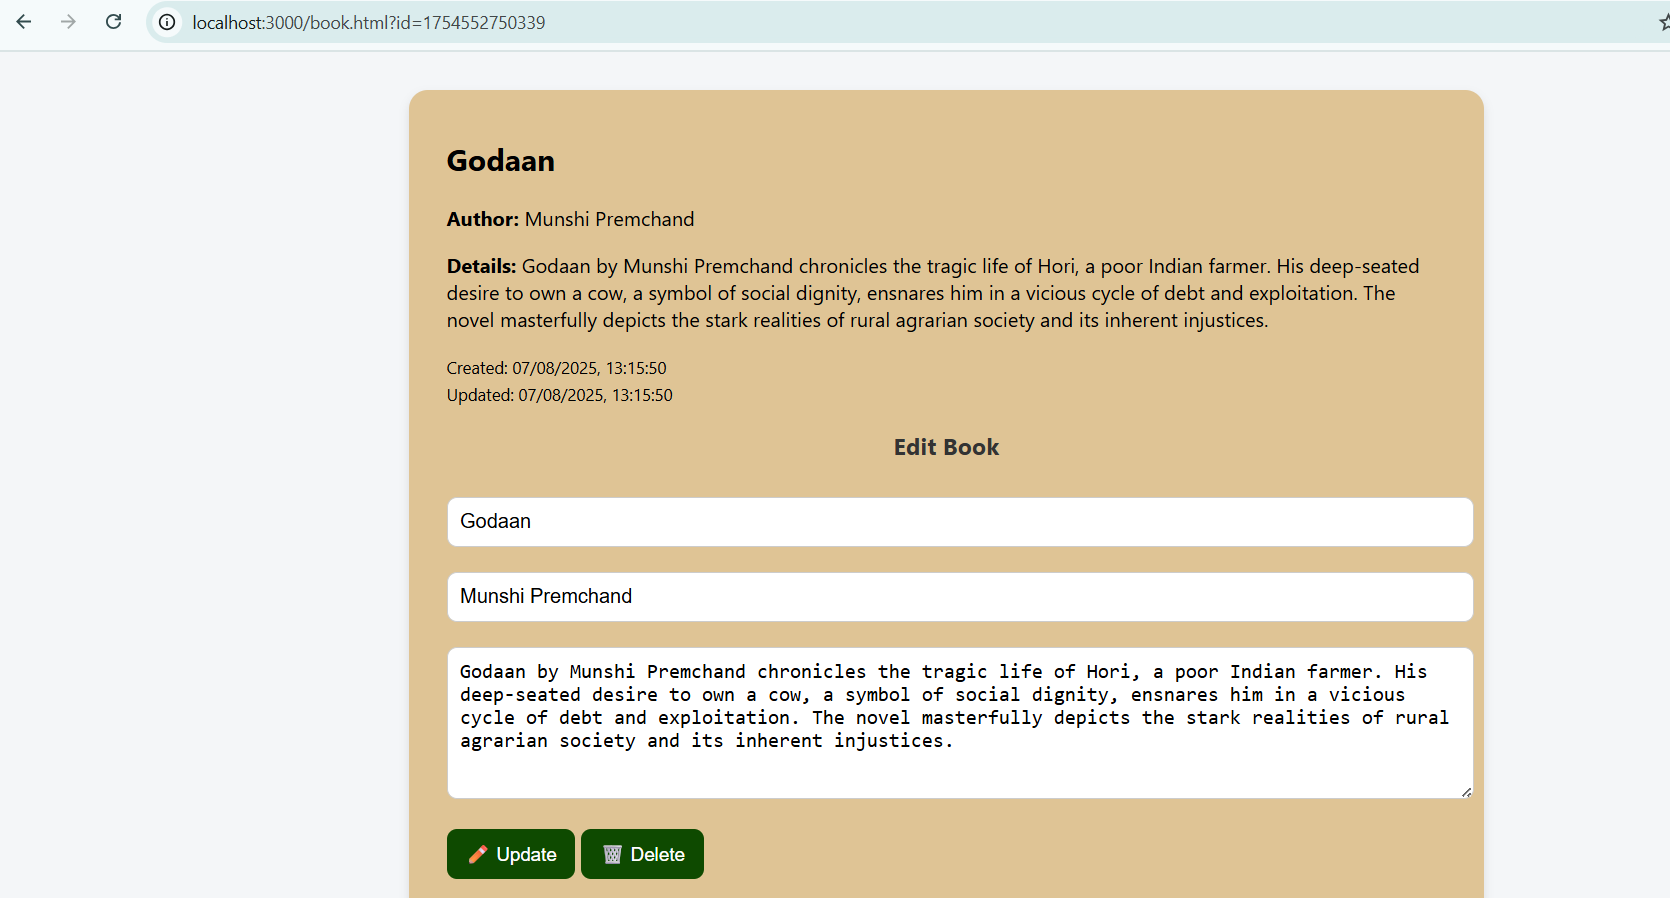 localhost:3000/book.html?id=1754552750339
Godaan
Author: Munshi Premchand
Details: Godaan by Munshi Premchand chronicles the tragic life of Hori, a poor Indian farmer. His deep-seated
desire to own a cow, a symbol of social dignity, ensnares him in a vicious cycle of debt and exploitation. The
novel masterfully depicts the stark realities of rural agrarian society and its inherent injustices.
Created: 07/08/2025, 13:15:50
Updated: 07/08/2025, 13:15:50
Edit Book
Godaan
Munshi Premchand
Godaan by Munshi Premchand chronicles the tragic life of Hori, a poor Indian farmer. His
deep-seated desire to own a cow, a symbol of social dignity, ensnares him in a vicious
cycle of debt and exploitation. The novel masterfully depicts the stark realities of rural
agrarian society and its inherent injustices.
Update Delete